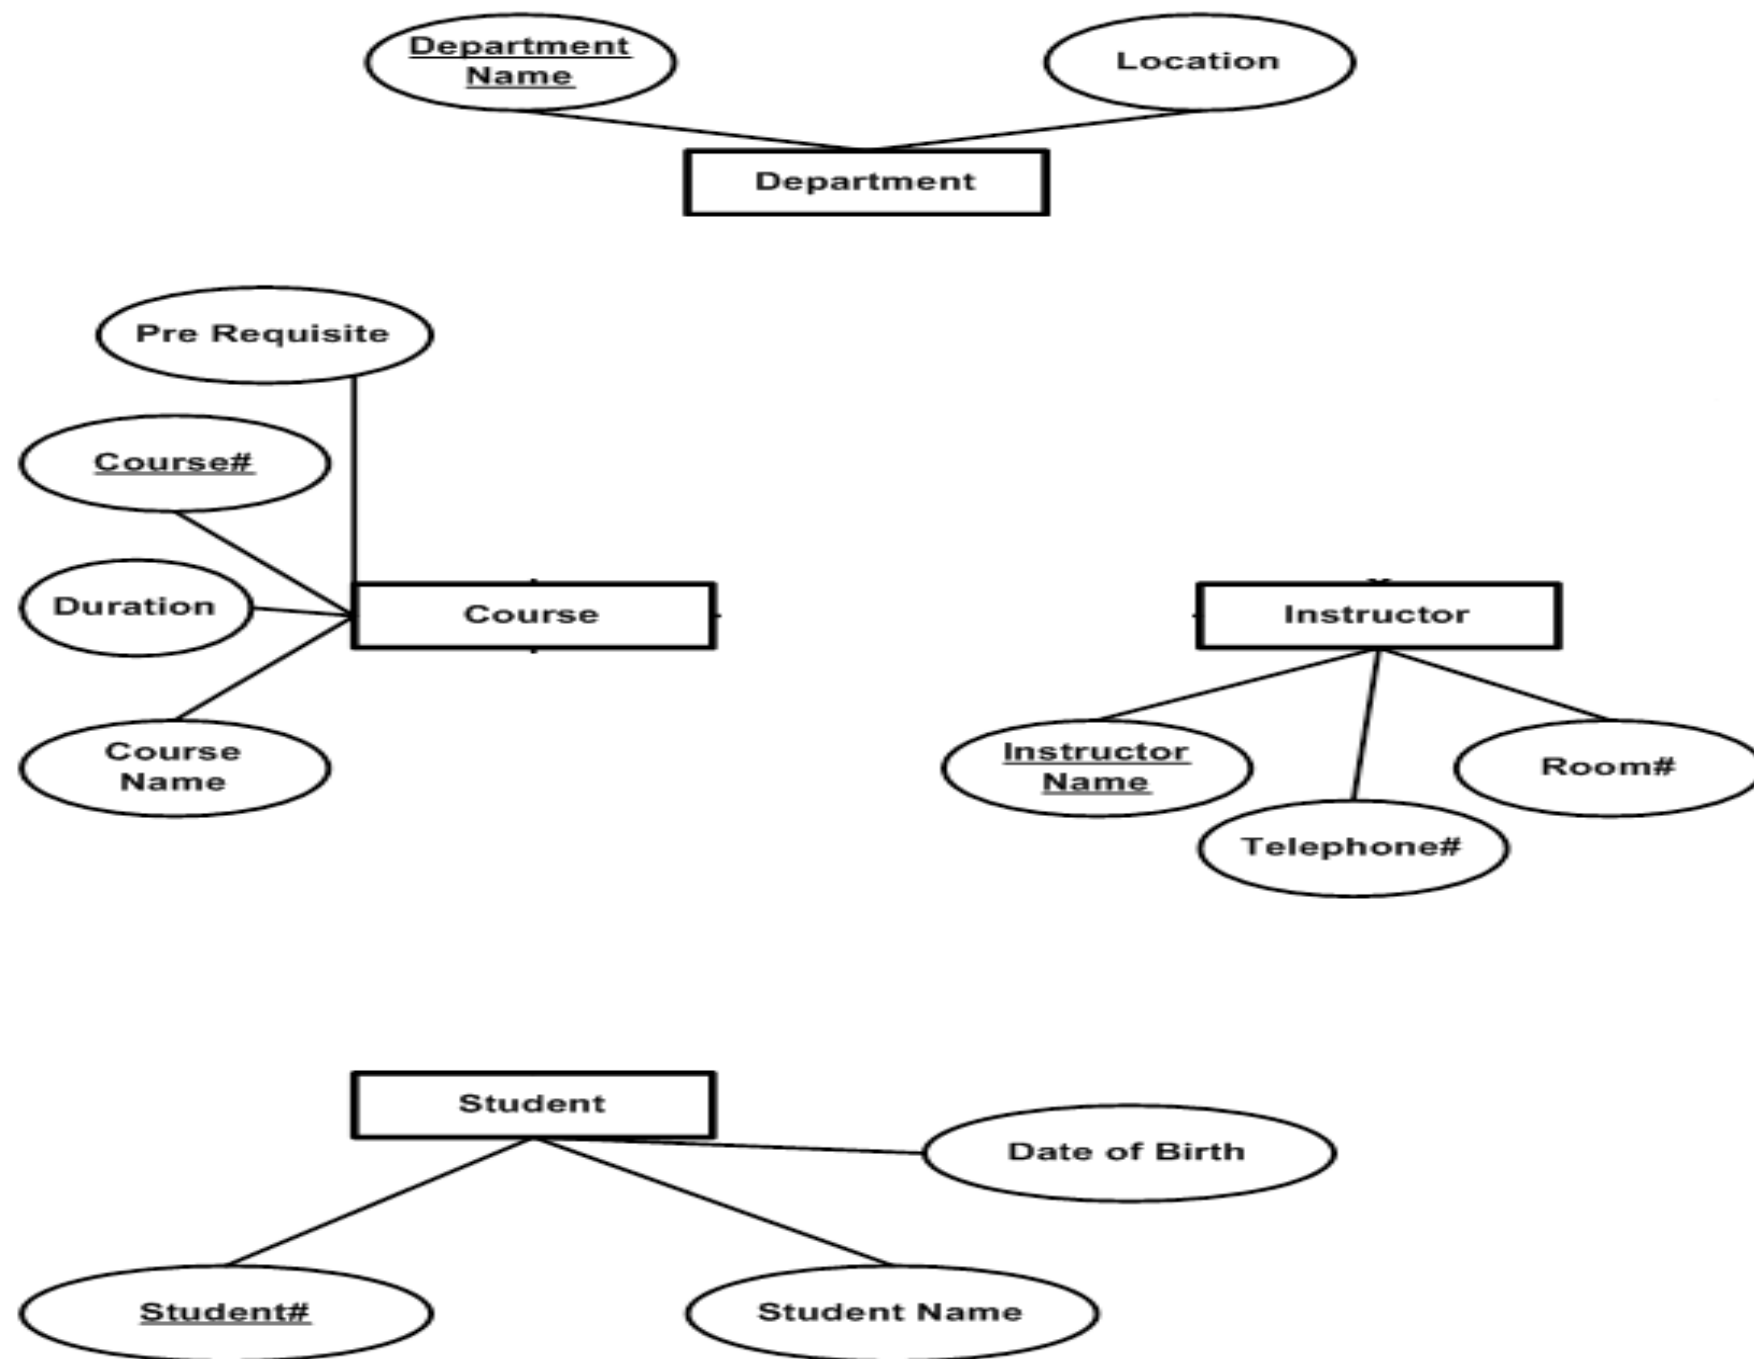 Department
Name
Location
Department
Pre Requisite
Course#
Duration
Course
Instructor
Course
Name
Instructor
Name
Room#
Telephone#
Student
Date of Birth
Student#
Student Name